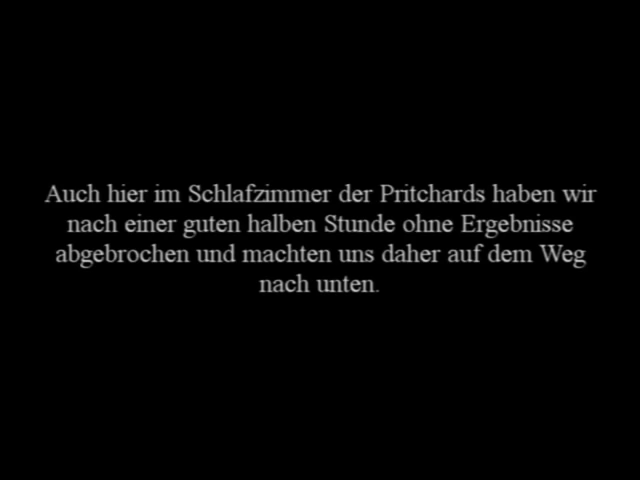 Auch hier im Schlafzimmer der Pritchards haben wir
nach einer guten halben Stunde ohne Ergebnisse
abgebrochen und machten uns daher auf dem Weg
nach unten.